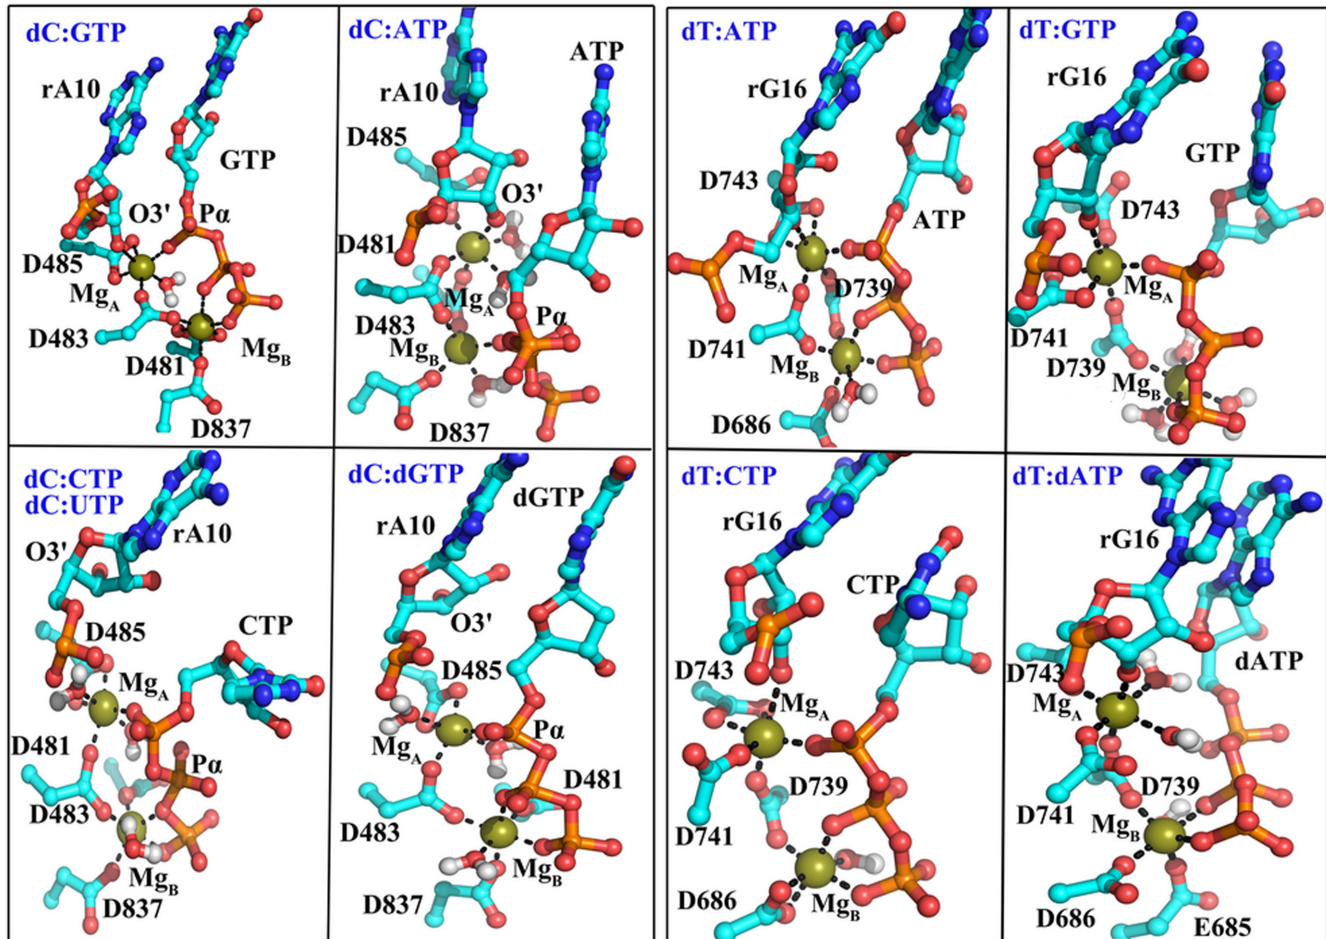 dC:GTP
rA10
GTP
O3'
Pα
D485
MgA
D483
D481
MgB
D837
dC:ATP
ATP
rA10
D485
D481
MgA
D483
Pα
MgB
D837
dT:ATP
rG16
D743
ATP
MgA
D739
D741
MgB
D686
dT:GTP
rG16
GTP
D743
MgA
D741
D739
MgB
dC:CTP
dC:UTP
rA10
O3'
D485
CTP
MgA
D481
Pα
D483
MgB
D837
dC:dGTP
dGTP
rA10
O3'
D485
Pα
MgA
D481
D483
MgB
D837
dT:CTP
rG16
CTP
D743
MgA
D739
D741
D686
MgB
dT:dATP
rG16
dATP
D743
MgA
D739
D741
MgB
D686
E685